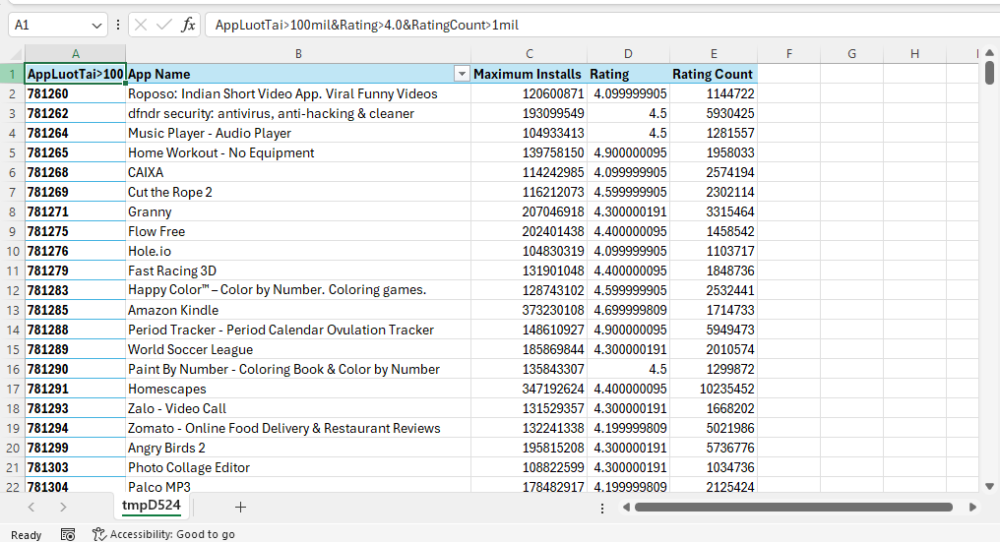 A1 fx AppLuotTai>100mil&Rating>4.0&RatingCount>1mil
A B C D E F G H
1 AppLuotTai>100 App Name Maximum Installs Rating Rating Count
2 781260 Roposo: Indian Short Video App. Viral Funny Videos 120600871 4.099999905 1144722
3 781262 dfndr security: antivirus, anti-hacking & cleaner 193099549 4.5 5930425
4 781264 Music Player - Audio Player 104933413 4.5 1281557
5 781265 Home Workout - No Equipment 139758150 4.900000095 1958033
6 781268 CAIXA 114242985 4.099999905 2574194
7 781269 Cut the Rope 2 116212073 4.599999905 2302114
8 781271 Granny 207046918 4.300000191 3315464
9 781275 Flow Free 202401438 4.400000095 1458542
10 781276 Hole.io 104830319 4.099999905 1103717
11 781279 Fast Racing 3D 131901048 4.400000095 1848736
12 781283 Happy Color™ – Color by Number. Coloring games. 128743102 4.599999905 2532441
13 781285 Amazon Kindle 373230108 4.699999809 1714733
14 781288 Period Tracker - Period Calendar Ovulation Tracker 148610927 4.900000095 5949473
15 781289 World Soccer League 185869844 4.300000191 2010574
16 781290 Paint By Number - Coloring Book & Color by Number 135843307 4.5 1299872
17 781291 Homescapes 347192624 4.400000095 10235452
18 781293 Zalo - Video Call 131529357 4.300000191 1668202
19 781294 Zomato - Online Food Delivery & Restaurant Reviews 132241338 4.199999809 5021986
20 781299 Angry Birds 2 195815208 4.300000191 5736776
21 781303 Photo Collage Editor 108822599 4.300000191 1034736
22 781304 Palco MP3 178482917 4.199999809 2125424
tmpD524
Ready Accessibility: Good to go